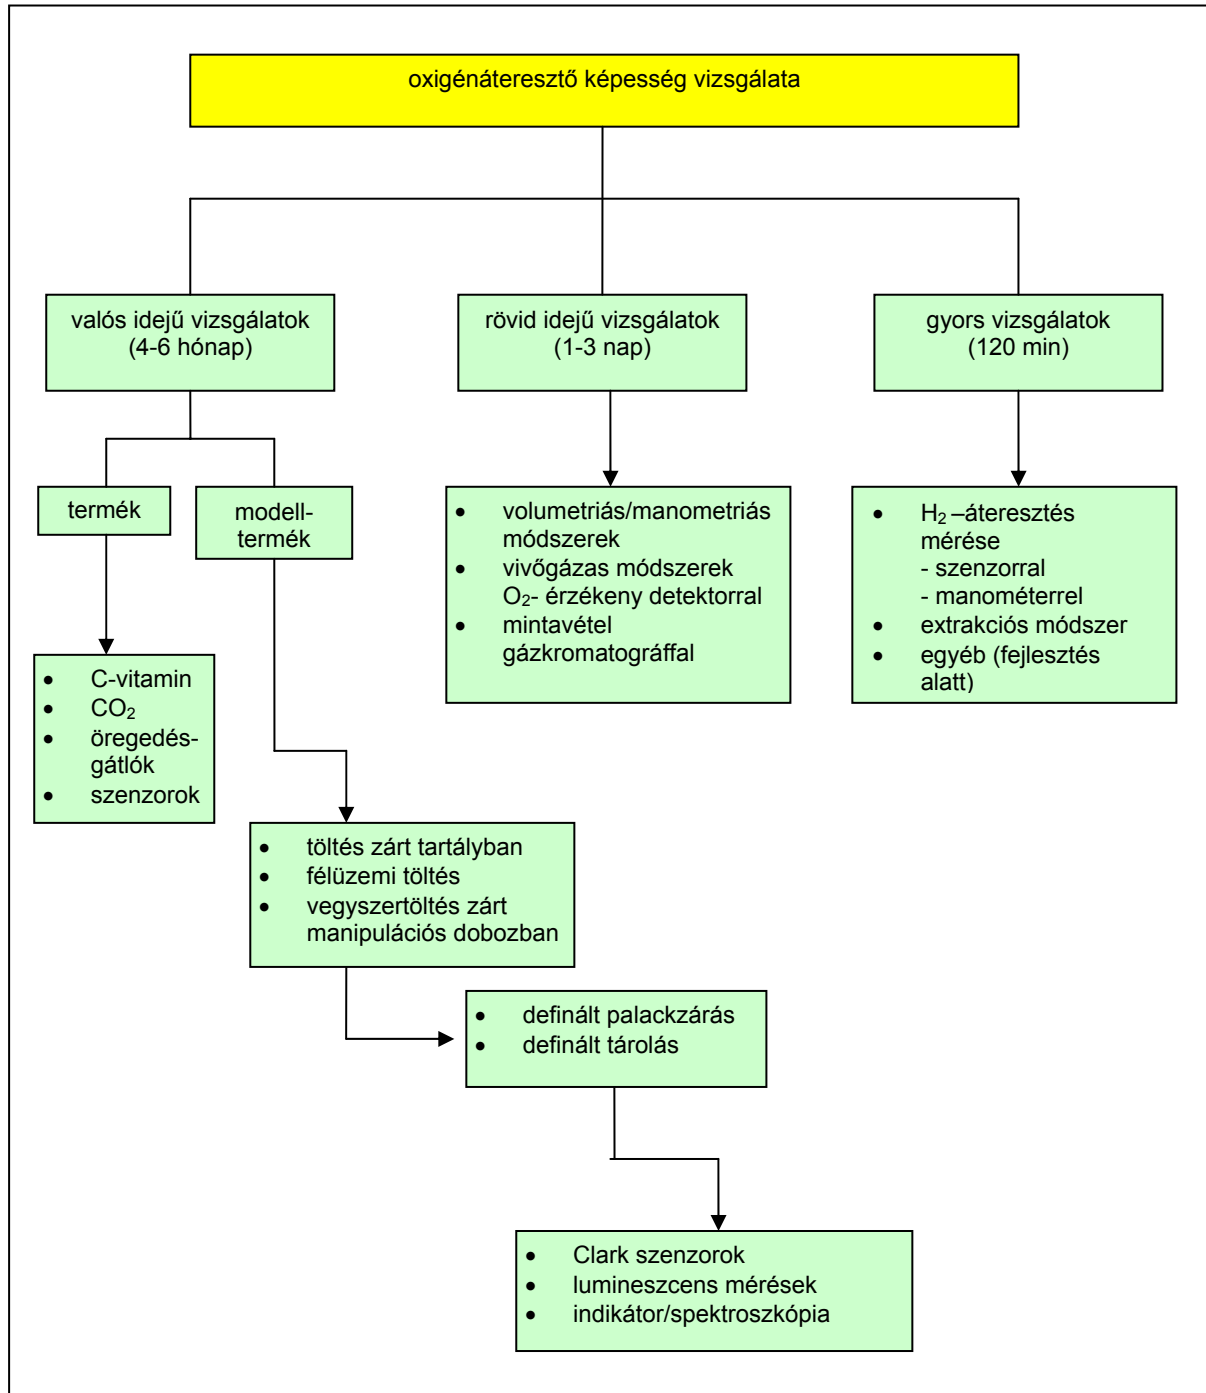 oxigénáteresztő képesség vizsgálata
valós idejű vizsgálatok
(4-6 hónap)
rövid idejű vizsgálatok
(1-3 nap)
gyors vizsgálatok
(120 min)
termék
modell-
termék
• volumetriás/manometriás
módszerek
• vivőgázas módszerek
O₂- érzékeny detektorral
• mintavétel
gázkromatográffal
• H₂ –áteresztés
mérése
- szenzorral
- manométerrel
• extrakciós módszer
• egyéb (fejlesztés
alatt)
• C-vitamin
• CO₂
• öregedés-
gátlók
• szenzorok
• töltés zárt tartályban
• félüzemi töltés
• vegyszertöltés zárt
manipulációs dobozban
• definált palackzárás
• definált tárolás
• Clark szenzorok
• lumineszcens mérések
• indikátor/spektroszkópia